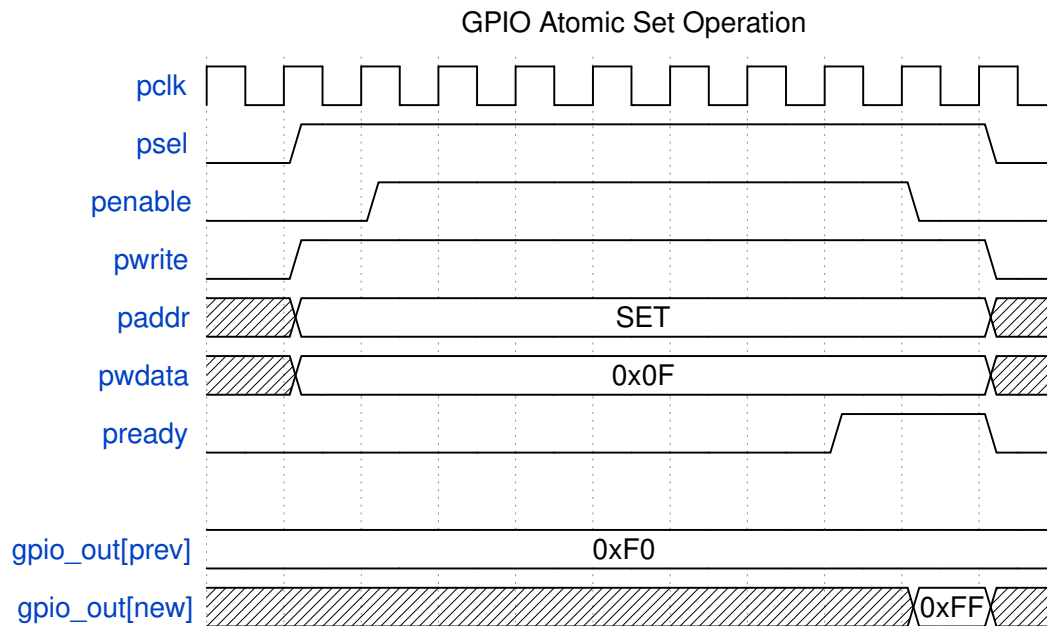 GPIO Atomic Set Operation
pclk
psel
penable
pwrite
paddr SET
pwdata 0x0F
pready
gpio_out[prev] 0xF0
gpio_out[new] 0xFF